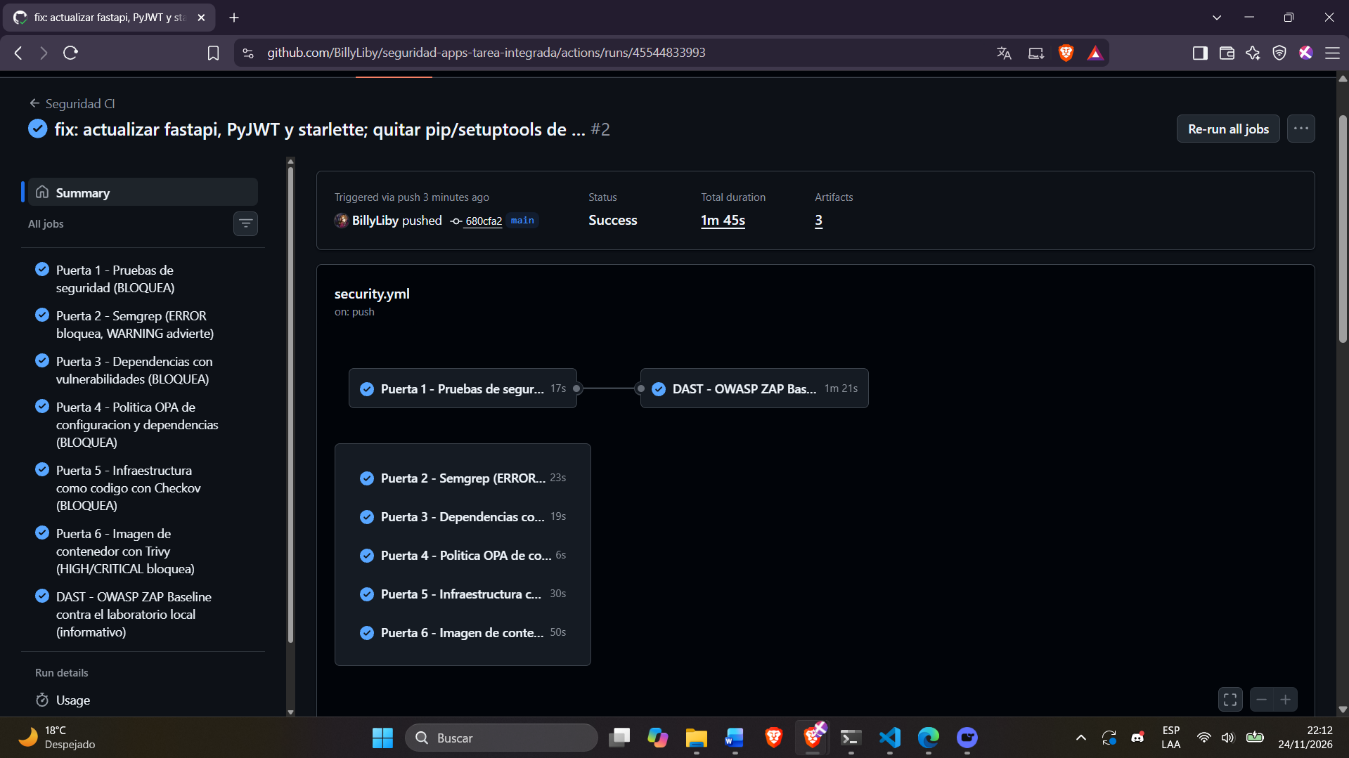 fix: actualizar fastapi, PyJWT y sta
github.com/BillyLiby/seguridad-apps-tarea-integrada/actions/runs/45544833993
Seguridad CI
fix: actualizar fastapi, PyJWT y starlette; quitar pip/setuptools de ... #2
Re-run all jobs
Summary
All jobs
Puerta 1 - Pruebas de
seguridad (BLOQUEA)
Puerta 2 - Semgrep (ERROR
bloquea, WARNING advierte)
Puerta 3 - Dependencias con
vulnerabilidades (BLOQUEA)
Puerta 4 - Politica OPA de
configuracion y dependencias
(BLOQUEA)
Puerta 5 - Infraestructura
como codigo con Checkov
(BLOQUEA)
Puerta 6 - Imagen de
contenedor con Trivy
(HIGH/CRITICAL bloquea)
DAST - OWASP ZAP Baseline
contra el laboratorio local
(informativo)
Run details
Usage
Triggered via push 3 minutes ago
BillyLiby pushed 680cfa2 main
Status
Success
Total duration
1m 45s
Artifacts
3
security.yml
on: push
Puerta 1 - Pruebas de segur... 17s
DAST - OWASP ZAP Bas... 1m 21s
Puerta 2 - Semgrep (ERROR... 23s
Puerta 3 - Dependencias co... 19s
Puerta 4 - Politica OPA de co... 6s
Puerta 5 - Infraestructura c... 30s
Puerta 6 - Imagen de conte... 50s
18°C
Despejado
Buscar
ESP
LAA
22:12
24/11/2026